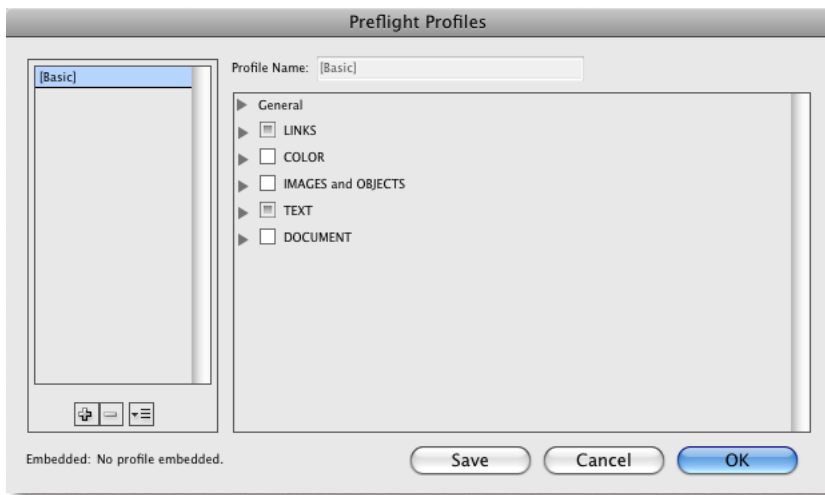 Preflight Profiles
[Basic]
Profile Name: [Basic]
General
LINKS
COLOR
IMAGES and OBJECTS
TEXT
DOCUMENT
Embedded: No profile embedded.
Save
Cancel
OK